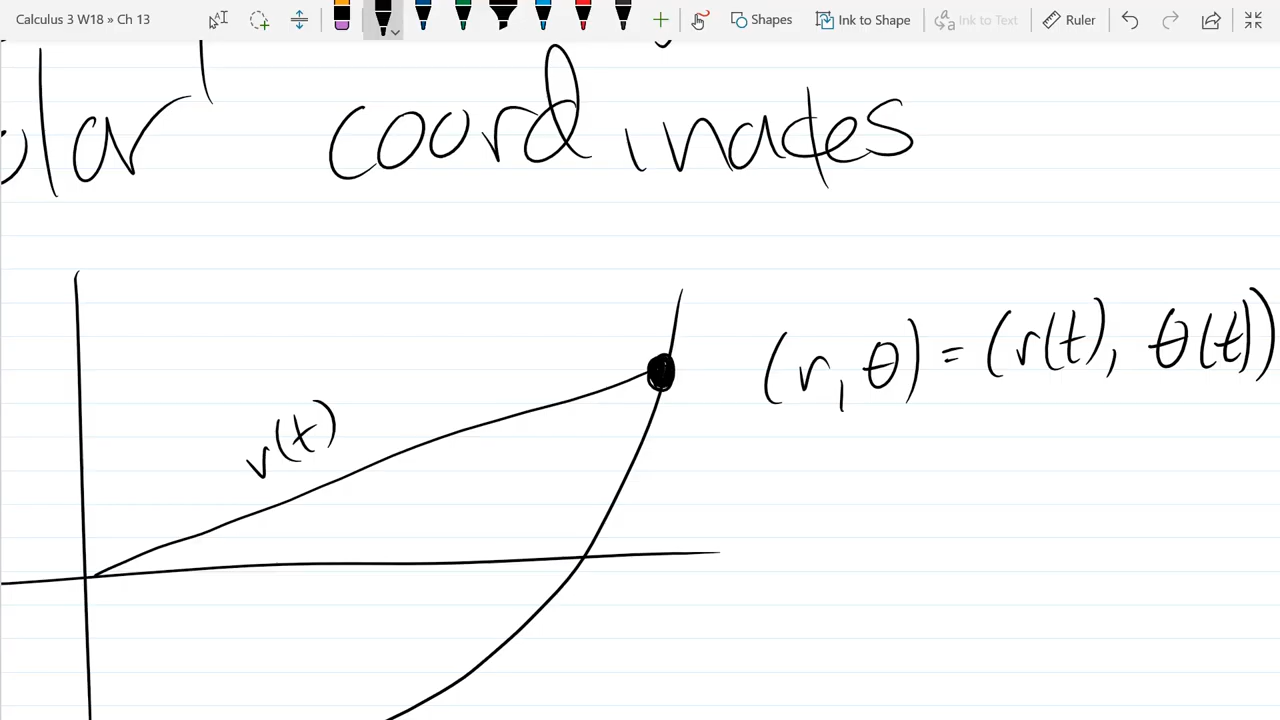 Calculus 3 W18 » Ch 13
Shapes
Ink to Shape
Ink to Text
Ruler
olar coordinates
(r, θ) = (r(t), θ(t))
r(t)